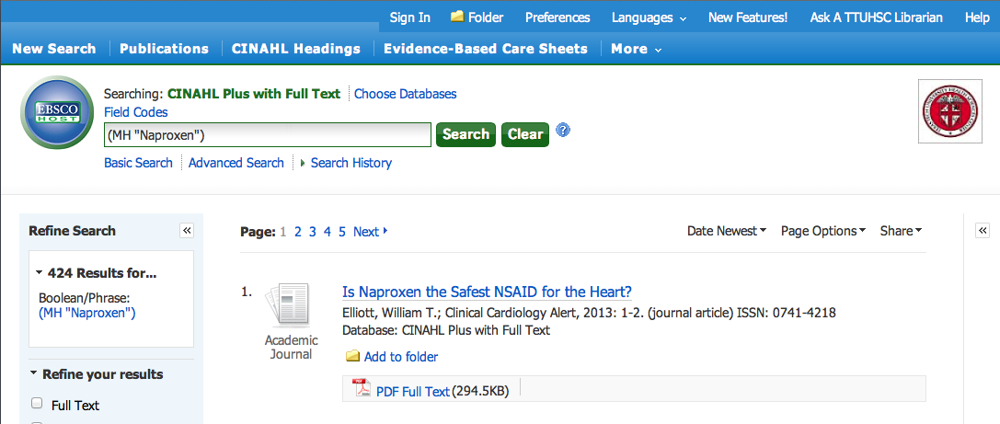 Sign In Folder Preferences Languages New Features! Ask A TTUHSC Librarian Help
New Search Publications CINAHL Headings Evidence-Based Care Sheets More
Searching: CINAHL Plus with Full Text Choose Databases
Field Codes
EBSCO
HOST
(MH "Naproxen") Search Clear ?
Basic Search Advanced Search Search History
Refine Search «
Page: 1 2 3 4 5 Next Date Newest Page Options Share «
424 Results for...
Boolean/Phrase:
(MH "Naproxen")
Refine your results
Full Text
1. Is Naproxen the Safest NSAID for the Heart?
Elliott, William T.; Clinical Cardiology Alert, 2013: 1-2. (journal article) ISSN: 0741-4218
Database: CINAHL Plus with Full Text
Academic
Journal
Add to folder
PDF Full Text (294.5KB)